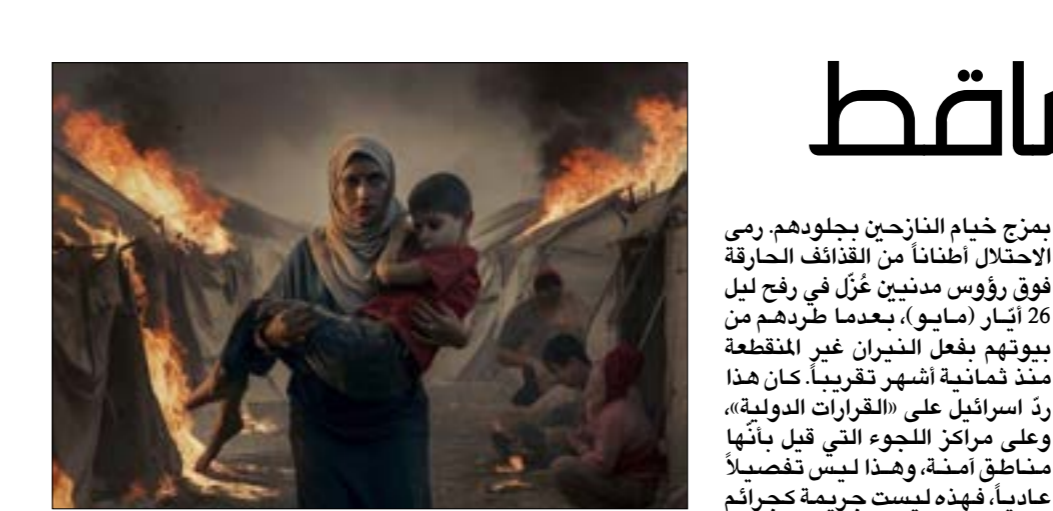 بمزج خيام النازحين بجلودهم. رمى
الاحتلال أطناناً من القذائف الحارقة
فوق رؤوس مدنيين عُزّل في رفح ليل
26 أيّار (مايو)، بعدما طردهم من
بيوتهم بفعل النيران غير المنقطعة
منذ ثمانية أشهر تقريباً. كان هذا
ردّ اسرائيل على «القرارات الدولية»،
وعلى مراكز اللجوء التي قيل بأنّها
مناطق آمنة، وهذا ليس تفصيلاً
عادياً، فهذه ليست جريمة كجرائم